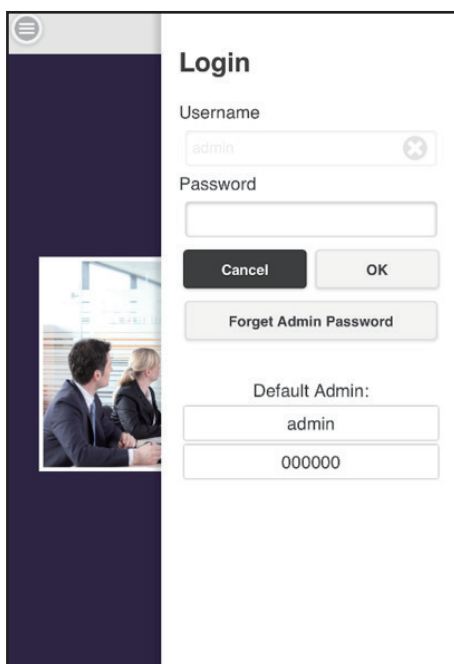 Login
Username
admin
Password
Cancel OK
Forget Admin Password
Default Admin:
admin
000000